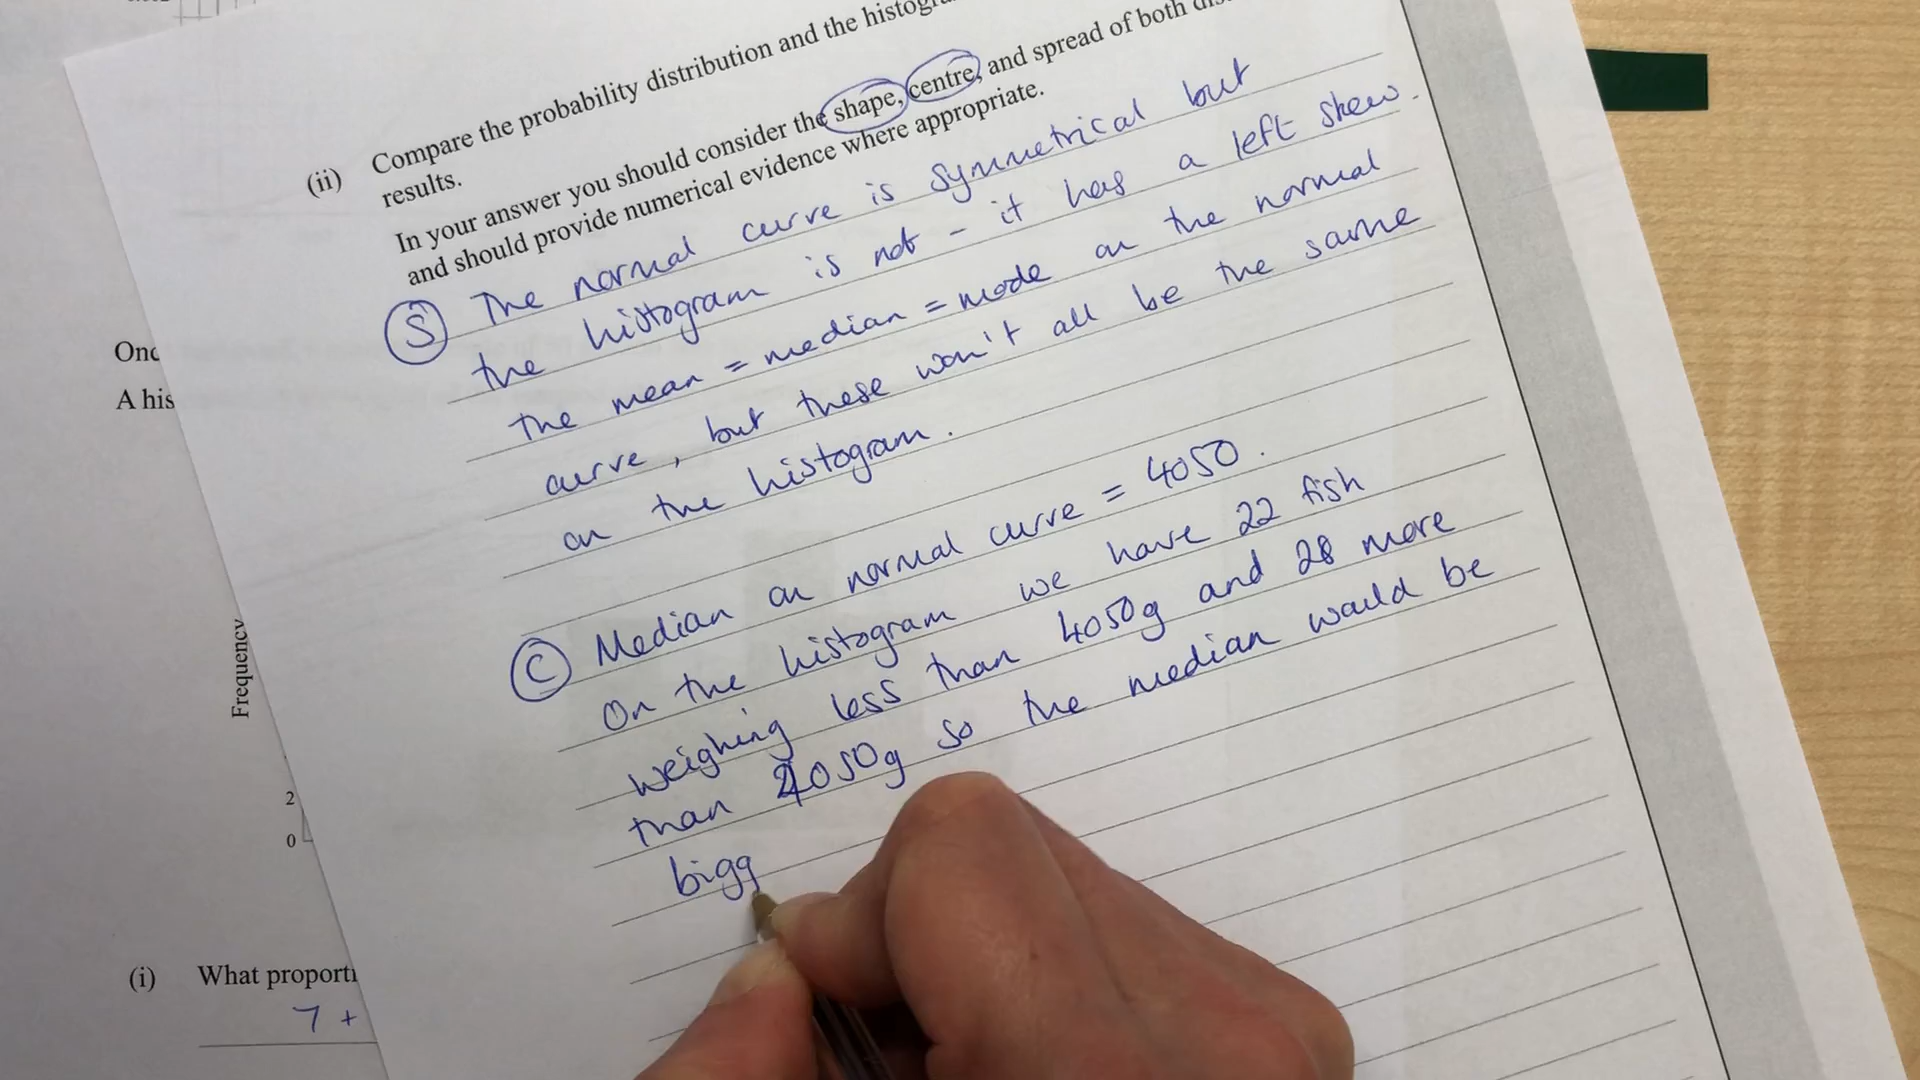 (ii) Compare the probability distribution and the
results.
In your answer you should consider the shape, centre, and spread of both
and should provide numerical evidence where appropriate.
S The normal curve is symmetrical but
the histogram is not - it has a left skew.
The mean = median = mode on the normal
curve, but these won't all be the same
on the histogram.
C Median on normal curve = 4050.
On the histogram we have 22 fish
weighing less than 4050g and 28 more
than 4050g so the median would be
bigg
A his
Frequency
2
0
(i) What
7 +